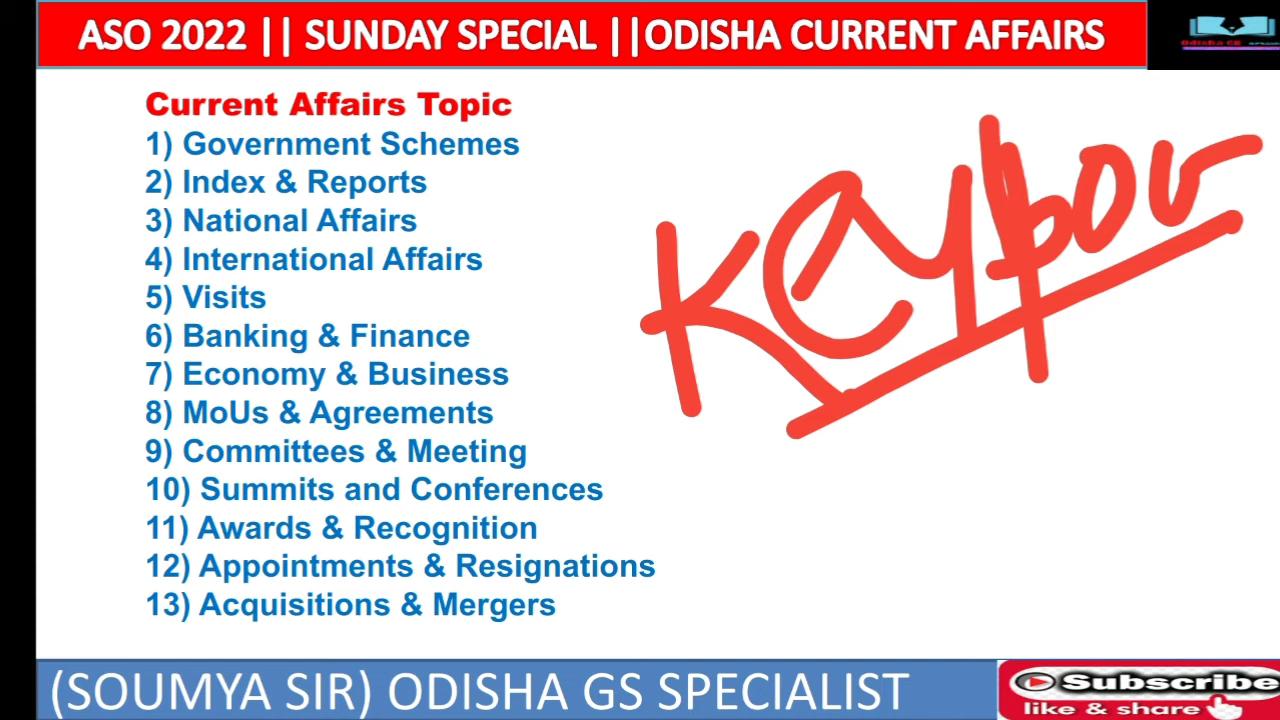 ASO 2022 || SUNDAY SPECIAL ||ODISHA CURRENT AFFAIRS
Current Affairs Topic
1) Government Schemes
2) Index & Reports
3) National Affairs
4) International Affairs
5) Visits
6) Banking & Finance
7) Economy & Business
8) MoUs & Agreements
9) Committees & Meeting
10) Summits and Conferences
11) Awards & Recognition
12) Appointments & Resignations
13) Acquisitions & Mergers
(SOUMYA SIR) ODISHA GS SPECIALIST
Subscribe
like & share